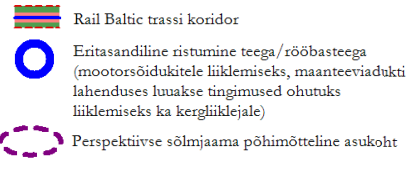 Rail Baltic trassi koridor
Eritasandiline ristumine teega/rööbasteega
(mootorsõidukitele liiklemiseks, maanteeviadukti
lahenduses luuakse tingimused ohutuks
liiklemiseks ka kergliiklejale)
Perspektiivse sõlmjaama põhimõtteline asukoht